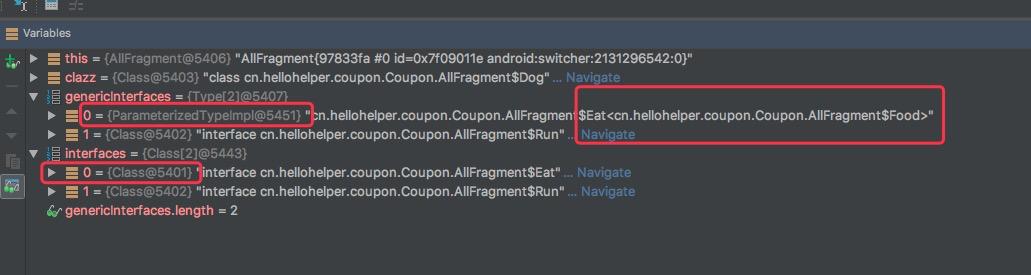 Variables
this = {AllFragment@5406} "AllFragment{97833fa #0 id=0x7f09011e android:switcher:2131296542:0}"
clazz = {Class@5403} "class cn.hellohelper.coupon.Coupon.AllFragment$Dog"... Navigate
genericInterfaces = {Type[2]@5407}
0 = {ParameterizedTypeImpl@5451} "cn.hellohelper.coupon.Coupon.AllFragment$Eat<cn.hellohelper.coupon.Coupon.AllFragment$Food>"
1 = {Class@5402} "interface cn.hellohelper.coupon.Coupon.AllFragment$Run"... Navigate
interfaces = {Class[2]@5443}
0 = {Class@5401} "interface cn.hellohelper.coupon.Coupon.AllFragment$Eat"... Navigate
1 = {Class@5402} "interface cn.hellohelper.coupon.Coupon.AllFragment$Run"... Navigate
genericInterfaces.length = 2